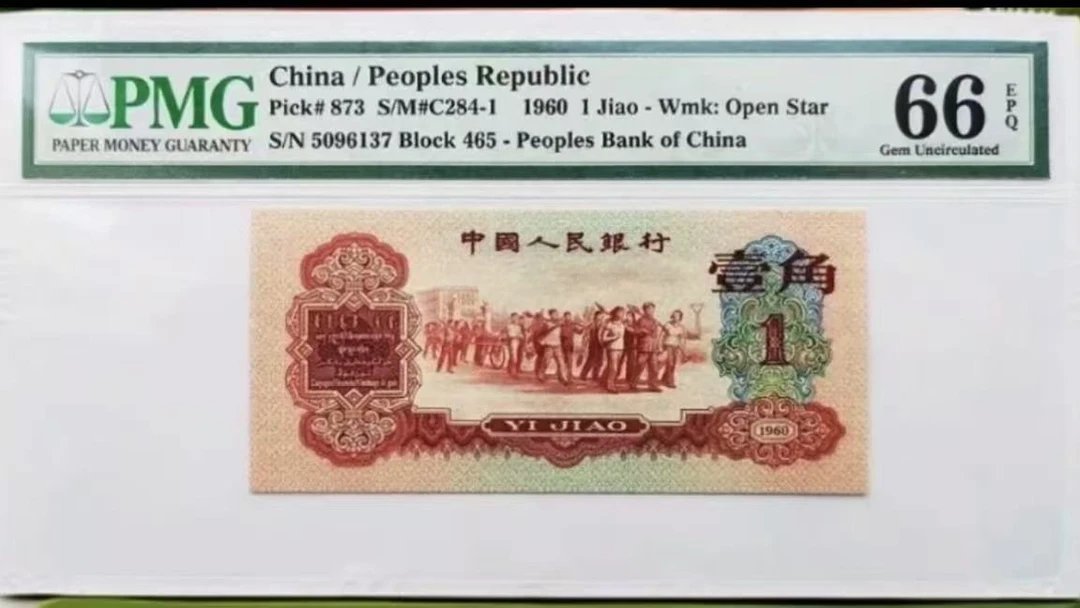 PMG
PAPER MONEY GUARANTY
China / Peoples Republic
Pick# 873 S/M#C284-1 1960 1 Jiao - Wmk: Open Star
S/N 5096137 Block 465 - Peoples Bank of China
66
EPQ
Gem Uncirculated
中國人民銀行
壹角
1
YI JIAO
1960